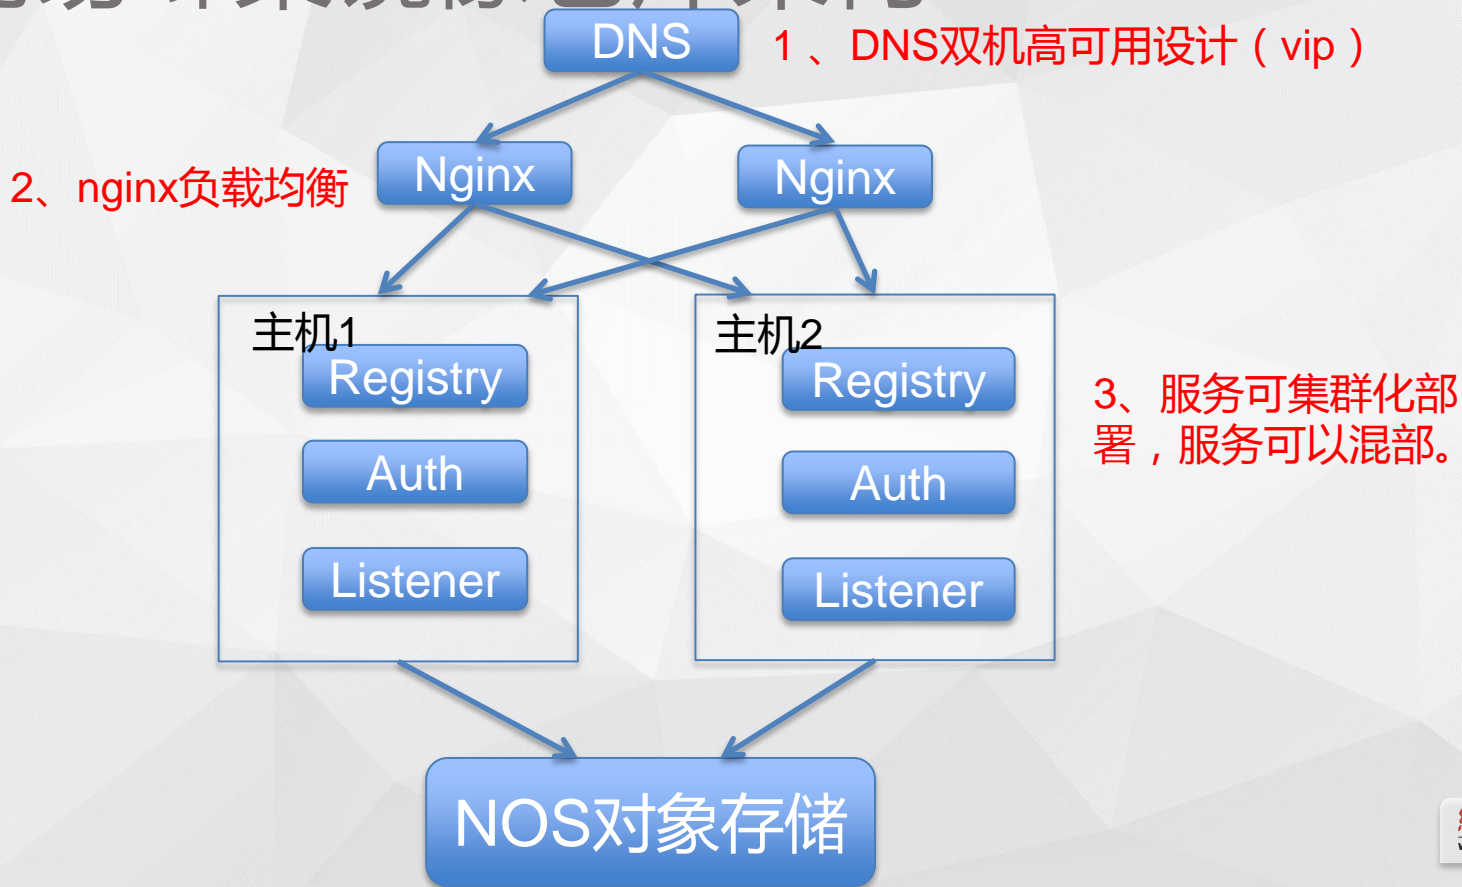 DNS
1、DNS双机高可用设计（vip）
Nginx
Nginx
2、nginx负载均衡
主机1
Registry
Auth
Listener
主机2
Registry
Auth
Listener
3、服务可集群化部
署，服务可以混部。
NOS对象存储